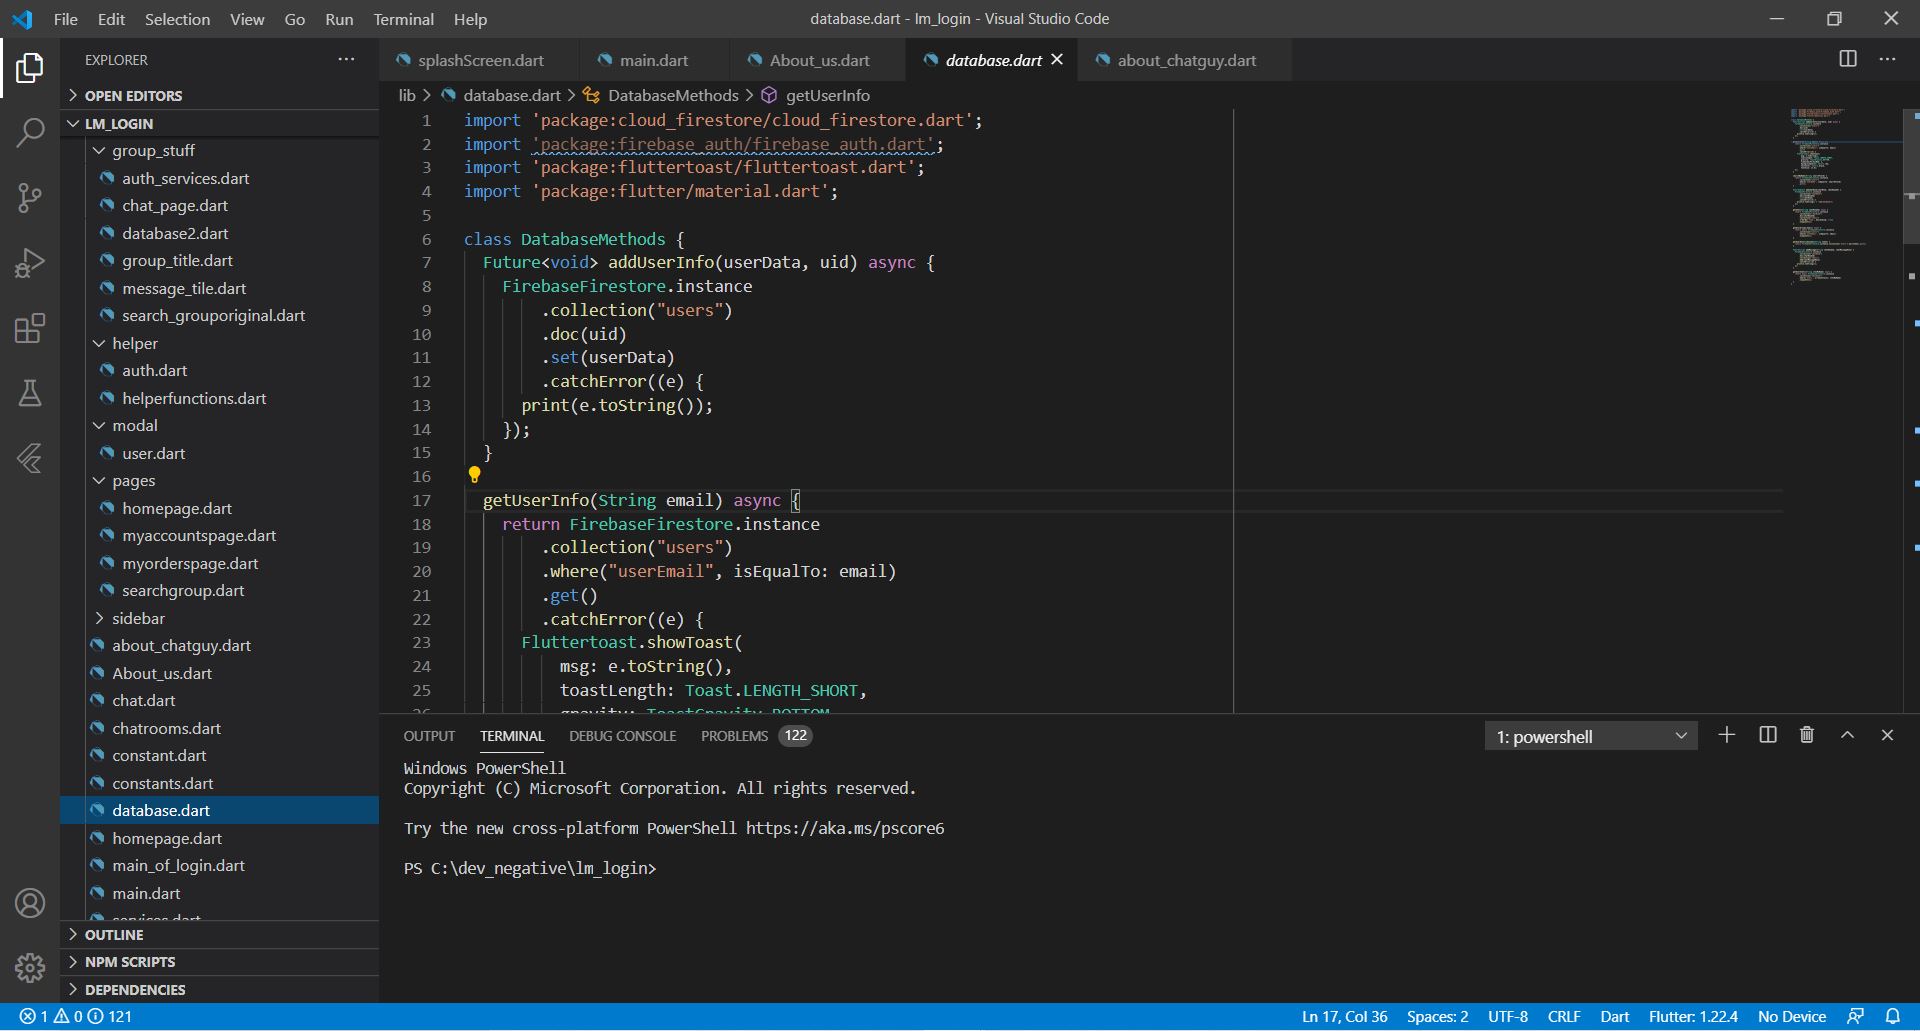 File Edit Selection View Go Run Terminal Help
database.dart - lm_login - Visual Studio Code
EXPLORER
OPEN EDITORS
LM_LOGIN
group_stuff
auth_services.dart
chat_page.dart
database2.dart
group_title.dart
message_tile.dart
search_grouporiginal.dart
helper
auth.dart
helperfunctions.dart
modal
user.dart
pages
homepage.dart
myaccountspage.dart
myorderspage.dart
searchgroup.dart
sidebar
about_chatguy.dart
About_us.dart
chat.dart
chatrooms.dart
constant.dart
constants.dart
database.dart
homepage.dart
main_of_login.dart
main.dart
services.dart
OUTLINE
NPM SCRIPTS
DEPENDENCIES
splashScreen.dart main.dart About_us.dart database.dart about_chatguy.dart
lib database.dart DatabaseMethods getUserInfo
1 import 'package:cloud_firestore/cloud_firestore.dart';
2 import 'package:firebase_auth/firebase_auth.dart';
3 import 'package:fluttertoast/fluttertoast.dart';
4 import 'package:flutter/material.dart';
5
6 class DatabaseMethods {
7 Future<void> addUserInfo(userData, uid) async {
8 FirebaseFirestore.instance
9 .collection("users")
10 .doc(uid)
11 .set(userData)
12 .catchError((e) {
13 print(e.toString());
14 });
15 }
16
17 getUserInfo(String email) async {
18 return FirebaseFirestore.instance
19 .collection("users")
20 .where("userEmail", isEqualTo: email)
21 .get()
22 .catchError((e) {
23 Fluttertoast.showToast(
24 msg: e.toString(),
25 toastLength: Toast.LENGTH_SHORT,
26 gravity: ToastGravity.BOTTOM
OUTPUT TERMINAL DEBUG CONSOLE PROBLEMS 122
1: powershell
Windows PowerShell
Copyright (C) Microsoft Corporation. All rights reserved.
Try the new cross-platform PowerShell https://aka.ms/pscore6
PS C:\dev_negative\lm_login>
1 0 121
Ln 17, Col 36 Spaces: 2 UTF-8 CRLF Dart Flutter: 1.22.4 No Device